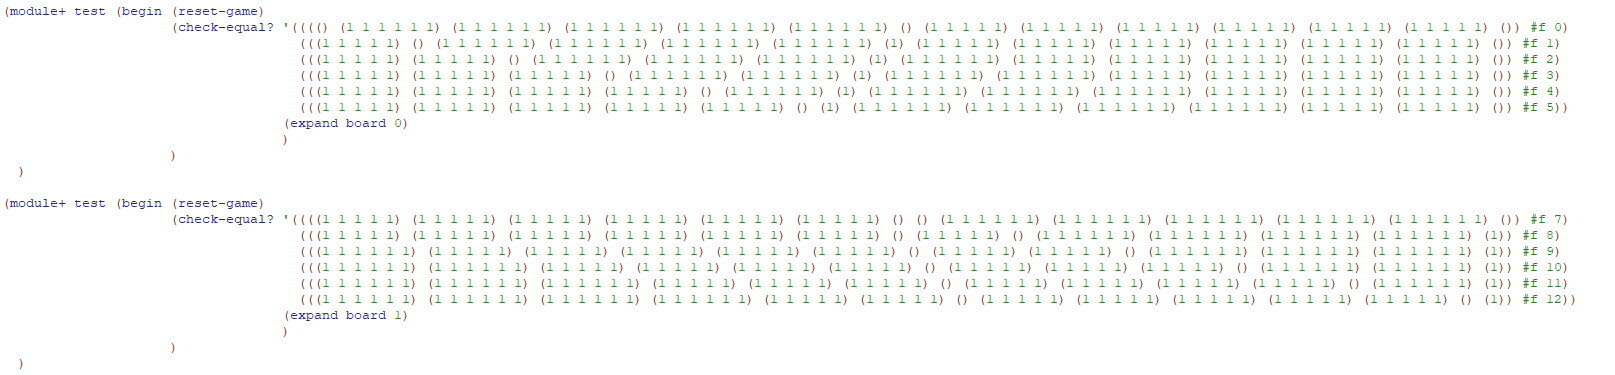 (module+ test (begin (reset-game)
(check-equal? '(((() (1 1 1 1 1 1) (1 1 1 1 1 1) (1 1 1 1 1 1) (1 1 1 1 1 1) (1 1 1 1 1 1) () (1 1 1 1 1) (1 1 1 1 1) (1 1 1 1 1) (1 1 1 1 1) (1 1 1 1 1) (1 1 1 1 1) ()) #f 0)
(((1 1 1 1 1) () (1 1 1 1 1 1) (1 1 1 1 1 1) (1 1 1 1 1 1) (1 1 1 1 1 1) (1) (1 1 1 1 1) (1 1 1 1 1) (1 1 1 1 1) (1 1 1 1 1) (1 1 1 1 1) (1 1 1 1 1) ()) #f 1)
(((1 1 1 1 1) (1 1 1 1 1) () (1 1 1 1 1 1) (1 1 1 1 1 1) (1 1 1 1 1 1) (1) (1 1 1 1 1 1) (1 1 1 1 1) (1 1 1 1 1) (1 1 1 1 1) (1 1 1 1 1) (1 1 1 1 1) ()) #f 2)
(((1 1 1 1 1) (1 1 1 1 1) (1 1 1 1 1) () (1 1 1 1 1 1) (1 1 1 1 1 1) (1) (1 1 1 1 1 1) (1 1 1 1 1 1) (1 1 1 1 1) (1 1 1 1 1) (1 1 1 1 1) (1 1 1 1 1) ()) #f 3)
(((1 1 1 1 1) (1 1 1 1 1) (1 1 1 1 1) (1 1 1 1 1) () (1 1 1 1 1 1) (1) (1 1 1 1 1 1) (1 1 1 1 1 1) (1 1 1 1 1 1) (1 1 1 1 1) (1 1 1 1 1) (1 1 1 1 1) ()) #f 4)
(((1 1 1 1 1) (1 1 1 1 1) (1 1 1 1 1) (1 1 1 1 1) (1 1 1 1 1) () (1) (1 1 1 1 1 1) (1 1 1 1 1 1) (1 1 1 1 1 1) (1 1 1 1 1 1) (1 1 1 1 1) (1 1 1 1 1) ()) #f 5))
(expand board 0)
)
)
)
(module+ test (begin (reset-game)
(check-equal? '((((1 1 1 1 1) (1 1 1 1 1) (1 1 1 1 1) (1 1 1 1 1) (1 1 1 1 1) (1 1 1 1 1) () () (1 1 1 1 1 1) (1 1 1 1 1 1) (1 1 1 1 1 1) (1 1 1 1 1 1) (1 1 1 1 1 1) ()) #f 7)
(((1 1 1 1 1) (1 1 1 1 1) (1 1 1 1 1) (1 1 1 1 1) (1 1 1 1 1) (1 1 1 1 1) () (1 1 1 1 1) () (1 1 1 1 1 1) (1 1 1 1 1 1) (1 1 1 1 1 1) (1 1 1 1 1 1) (1)) #f 8)
(((1 1 1 1 1 1) (1 1 1 1 1) (1 1 1 1 1) (1 1 1 1 1) (1 1 1 1 1) (1 1 1 1 1) () (1 1 1 1 1) (1 1 1 1 1) () (1 1 1 1 1 1) (1 1 1 1 1 1) (1 1 1 1 1 1) (1)) #f 9)
(((1 1 1 1 1 1) (1 1 1 1 1 1) (1 1 1 1 1) (1 1 1 1 1) (1 1 1 1 1) (1 1 1 1 1) () (1 1 1 1 1) (1 1 1 1 1) (1 1 1 1 1) () (1 1 1 1 1 1) (1 1 1 1 1 1) (1)) #f 10)
(((1 1 1 1 1 1) (1 1 1 1 1 1) (1 1 1 1 1 1) (1 1 1 1 1) (1 1 1 1 1) (1 1 1 1 1) () (1 1 1 1 1) (1 1 1 1 1) (1 1 1 1 1) (1 1 1 1 1) () (1 1 1 1 1 1) (1)) #f 11)
(((1 1 1 1 1 1) (1 1 1 1 1 1) (1 1 1 1 1 1) (1 1 1 1 1 1) (1 1 1 1 1) (1 1 1 1 1) () (1 1 1 1 1) (1 1 1 1 1) (1 1 1 1 1) (1 1 1 1 1) (1 1 1 1 1) () (1)) #f 12))
(expand board 1)
)
)
)